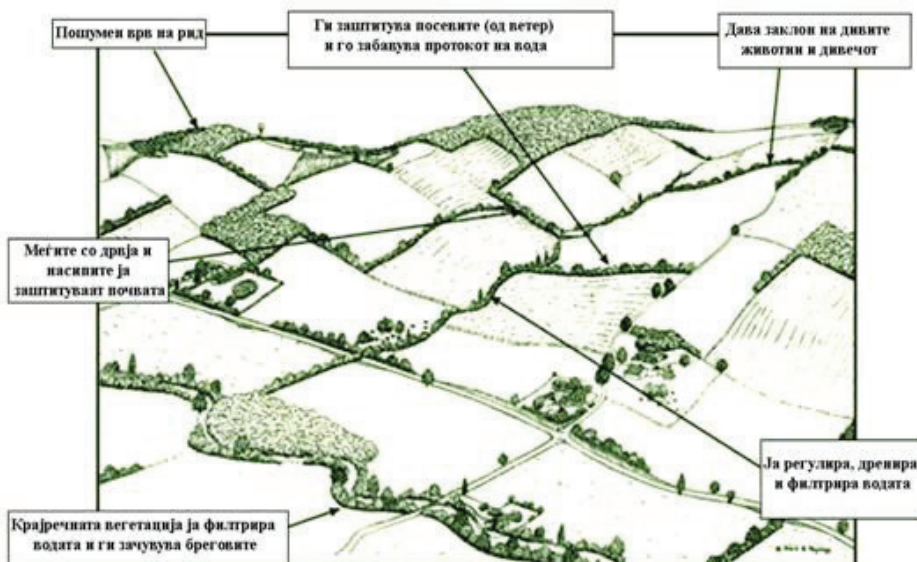 Пошумен врв на рид
Ги заштитува посевите (од ветер)
и го забавува протокот на вода
Дава заклон на дивите
животни и дивечот
Меѓите со дрвја и
насипите ја
заштитуваат почвата
Ја регулира, дренира
и филтрира водата
Крајречната вегетација ја филтрира
водата и ги зачувува бреговите